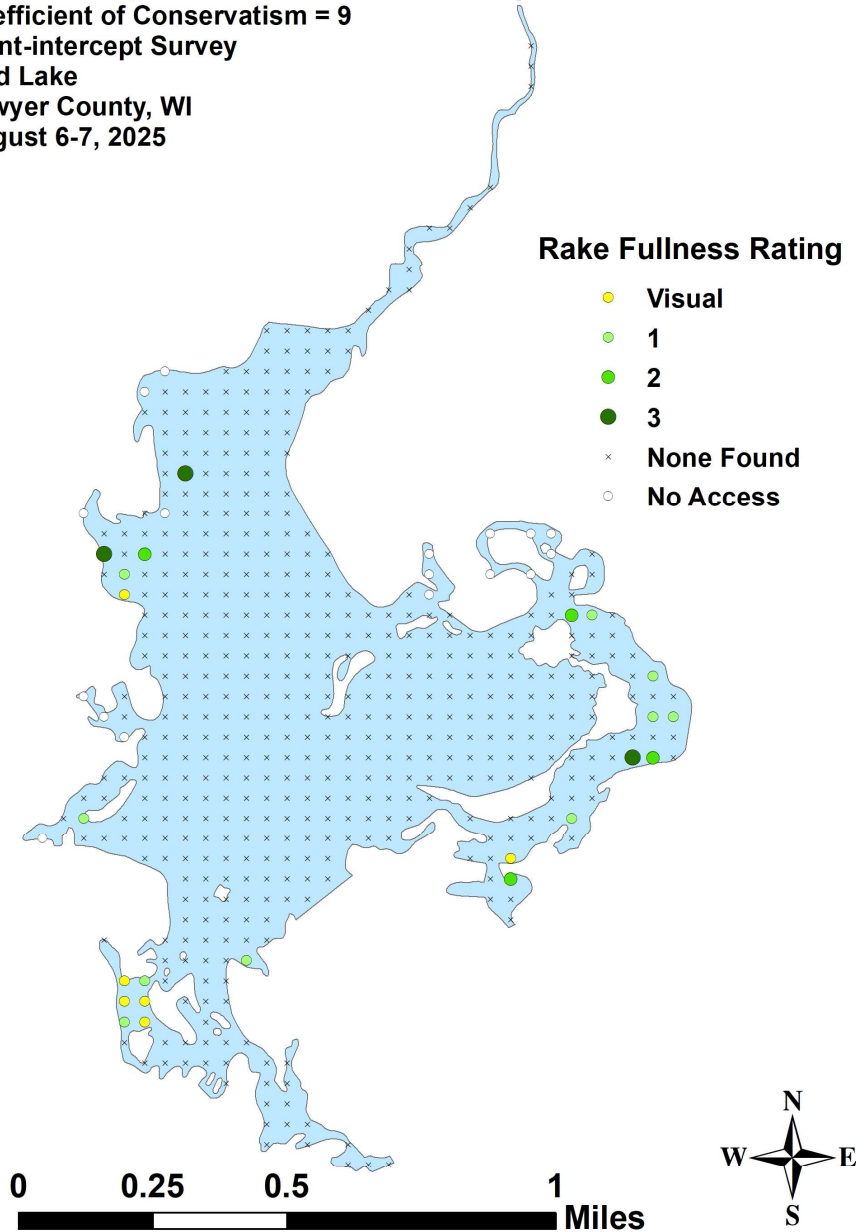 efficient of Conservatism = 9
nt-intercept Survey
d Lake
wyer County, WI
gust 6-7, 2025
Rake Fullness Rating
Visual
1
2
3
None Found
No Access
N
W E
S
0 0.25 0.5 1
Miles